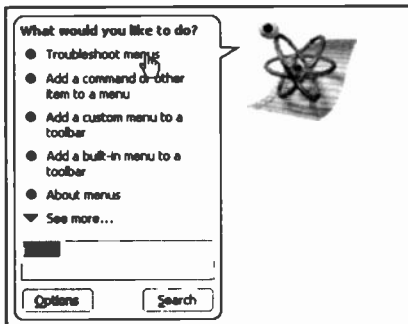 What would you like to do?
Troubleshoot menus
Add a command or other
item to a menu
Add a custom menu to a
toolbar
Add a built-in menu to a
toolbar
About menus
See more...
Options
Search